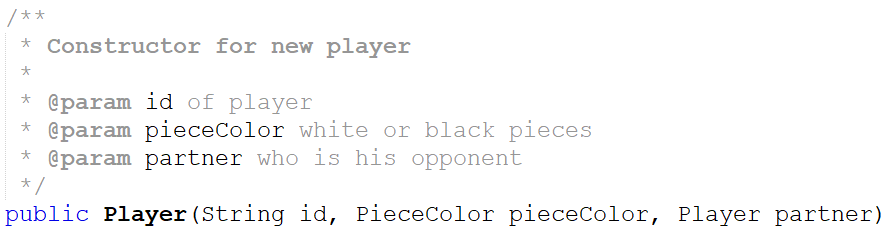 /**
* Constructor for new player
*
* @param id of player
* @param pieceColor white or black pieces
* @param partner who is his opponent
*/
public Player(String id, PieceColor pieceColor, Player partner)